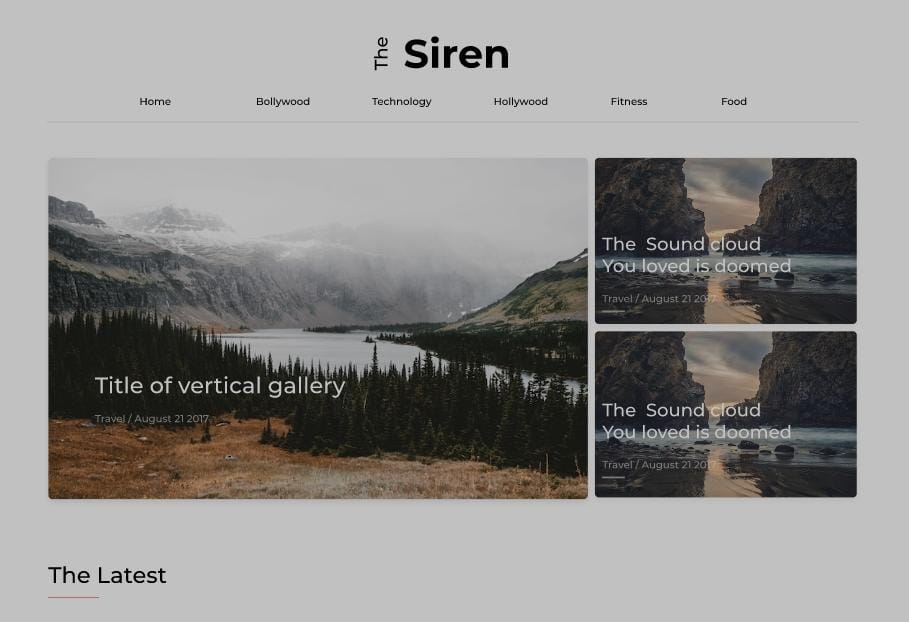 The Siren
Home Bollywood Technology Hollywood Fitness Food
Title of vertical gallery
Travel / August 21 2017
The Sound cloud
You loved is doomed
Travel / August 21 2017
The Sound cloud
You loved is doomed
Travel / August 21 2017
The Latest